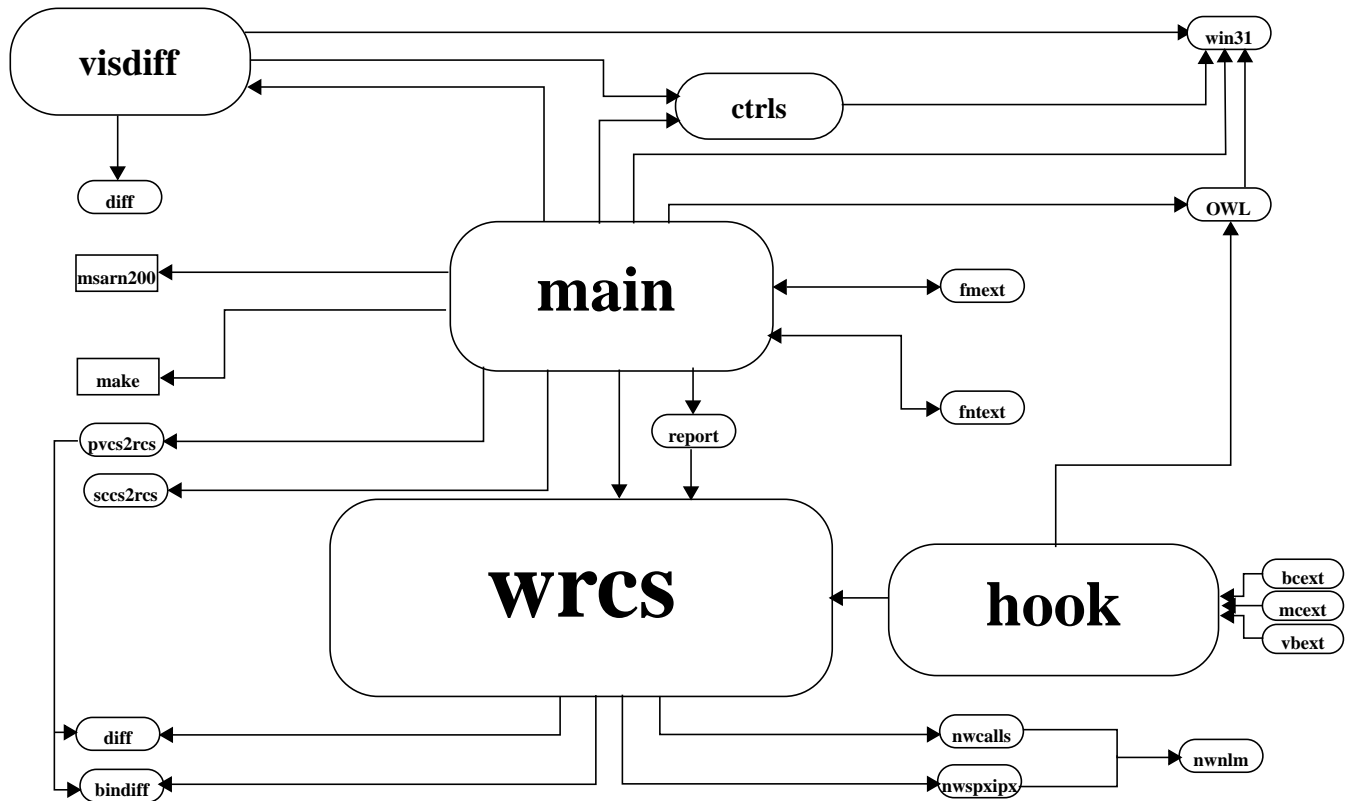 win31
visdiff
ctrls
diff
OWL
msarn200
main
fmext
make
fntext
pvcs2rcs
report
sccs2rcs
wrcs
hook
bcext
mcext
vbext
diff
nwcalls
nwnlm
bindiff
nwspxipx